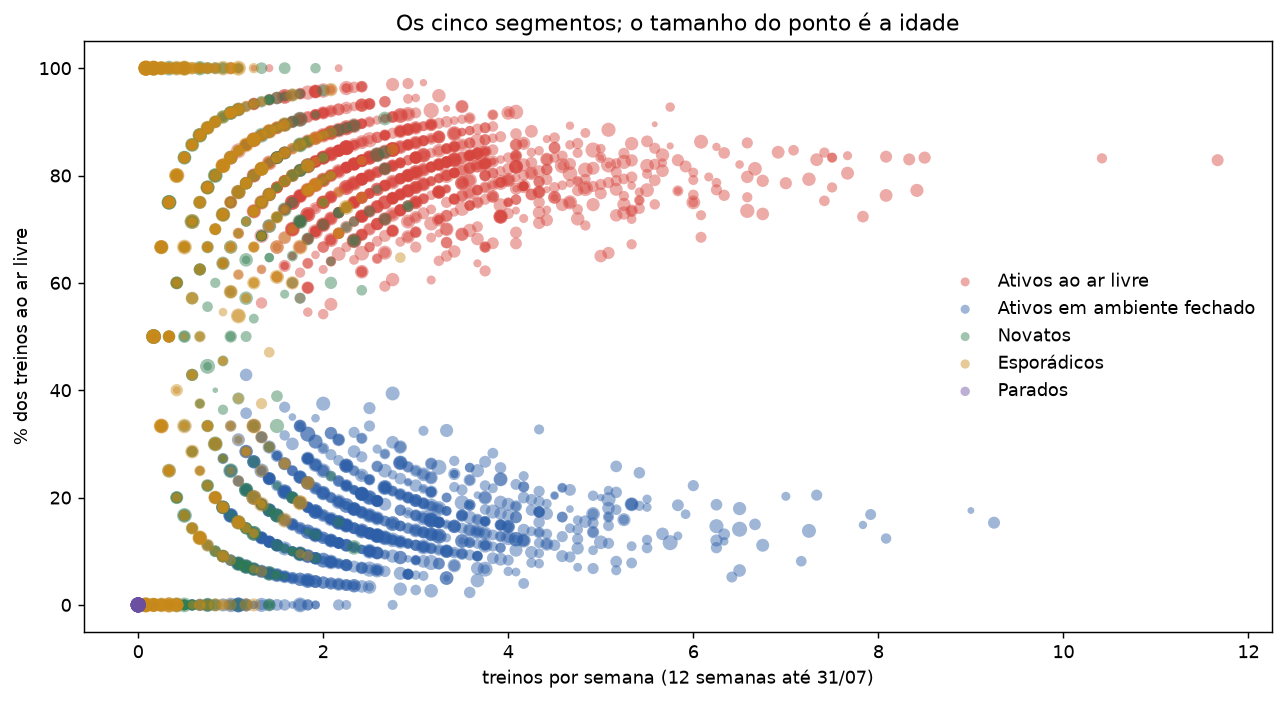 Os cinco segmentos; o tamanho do ponto é a idade
% dos treinos ao ar livre
100
80
60
40
20
0
Ativos ao ar livre
Ativos em ambiente fechado
Novatos
Esporádicos
Parados
0 2 4 6 8 10 12
treinos por semana (12 semanas até 31/07)